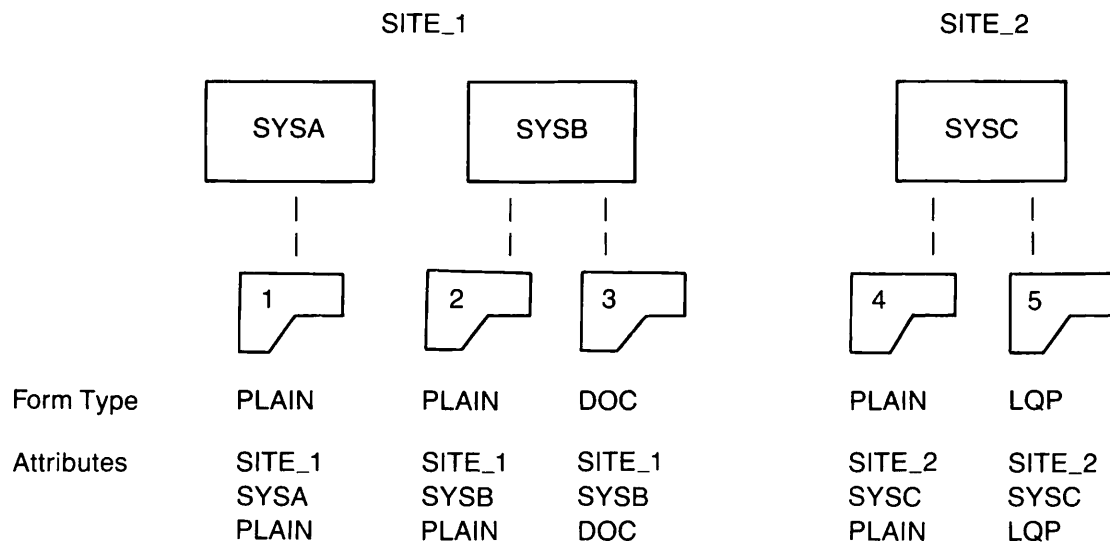 SITE_1 SITE_2
SYSA SYSB SYSC
1 2 3 4 5
Form Type PLAIN PLAIN DOC PLAIN LQP
Attributes SITE_1 SITE_1 SITE_1 SITE_2 SITE_2
SYSA SYSB SYSB SYSC SYSC
PLAIN PLAIN DOC PLAIN LQP